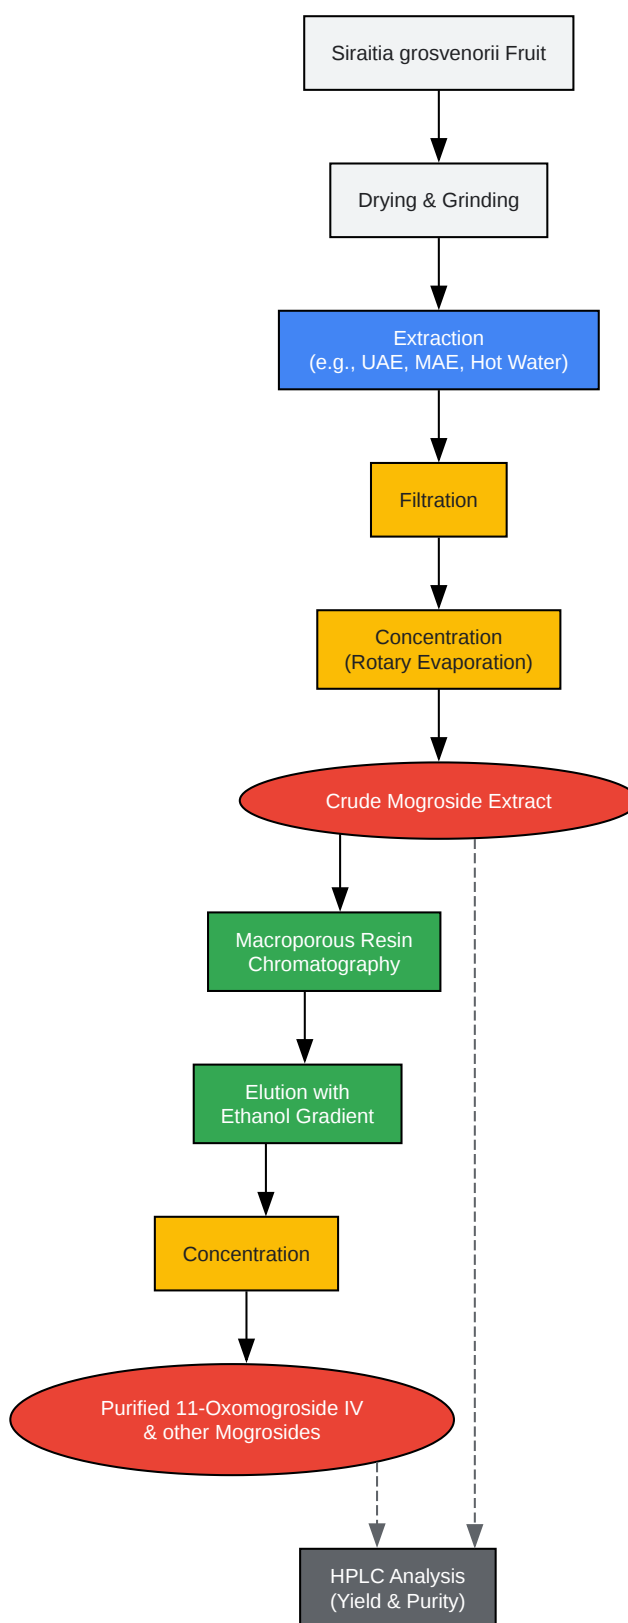 Siraitia grosvenorii Fruit
Drying & Grinding
Extraction
(e.g., UAE, MAE, Hot Water)
Filtration
Concentration
(Rotary Evaporation)
Crude Mogroside Extract
Macroporous Resin
Chromatography
Elution with
Ethanol Gradient
Concentration
Purified 11-Oxomogroside IV
& other Mogrosides
HPLC Analysis
(Yield & Purity)